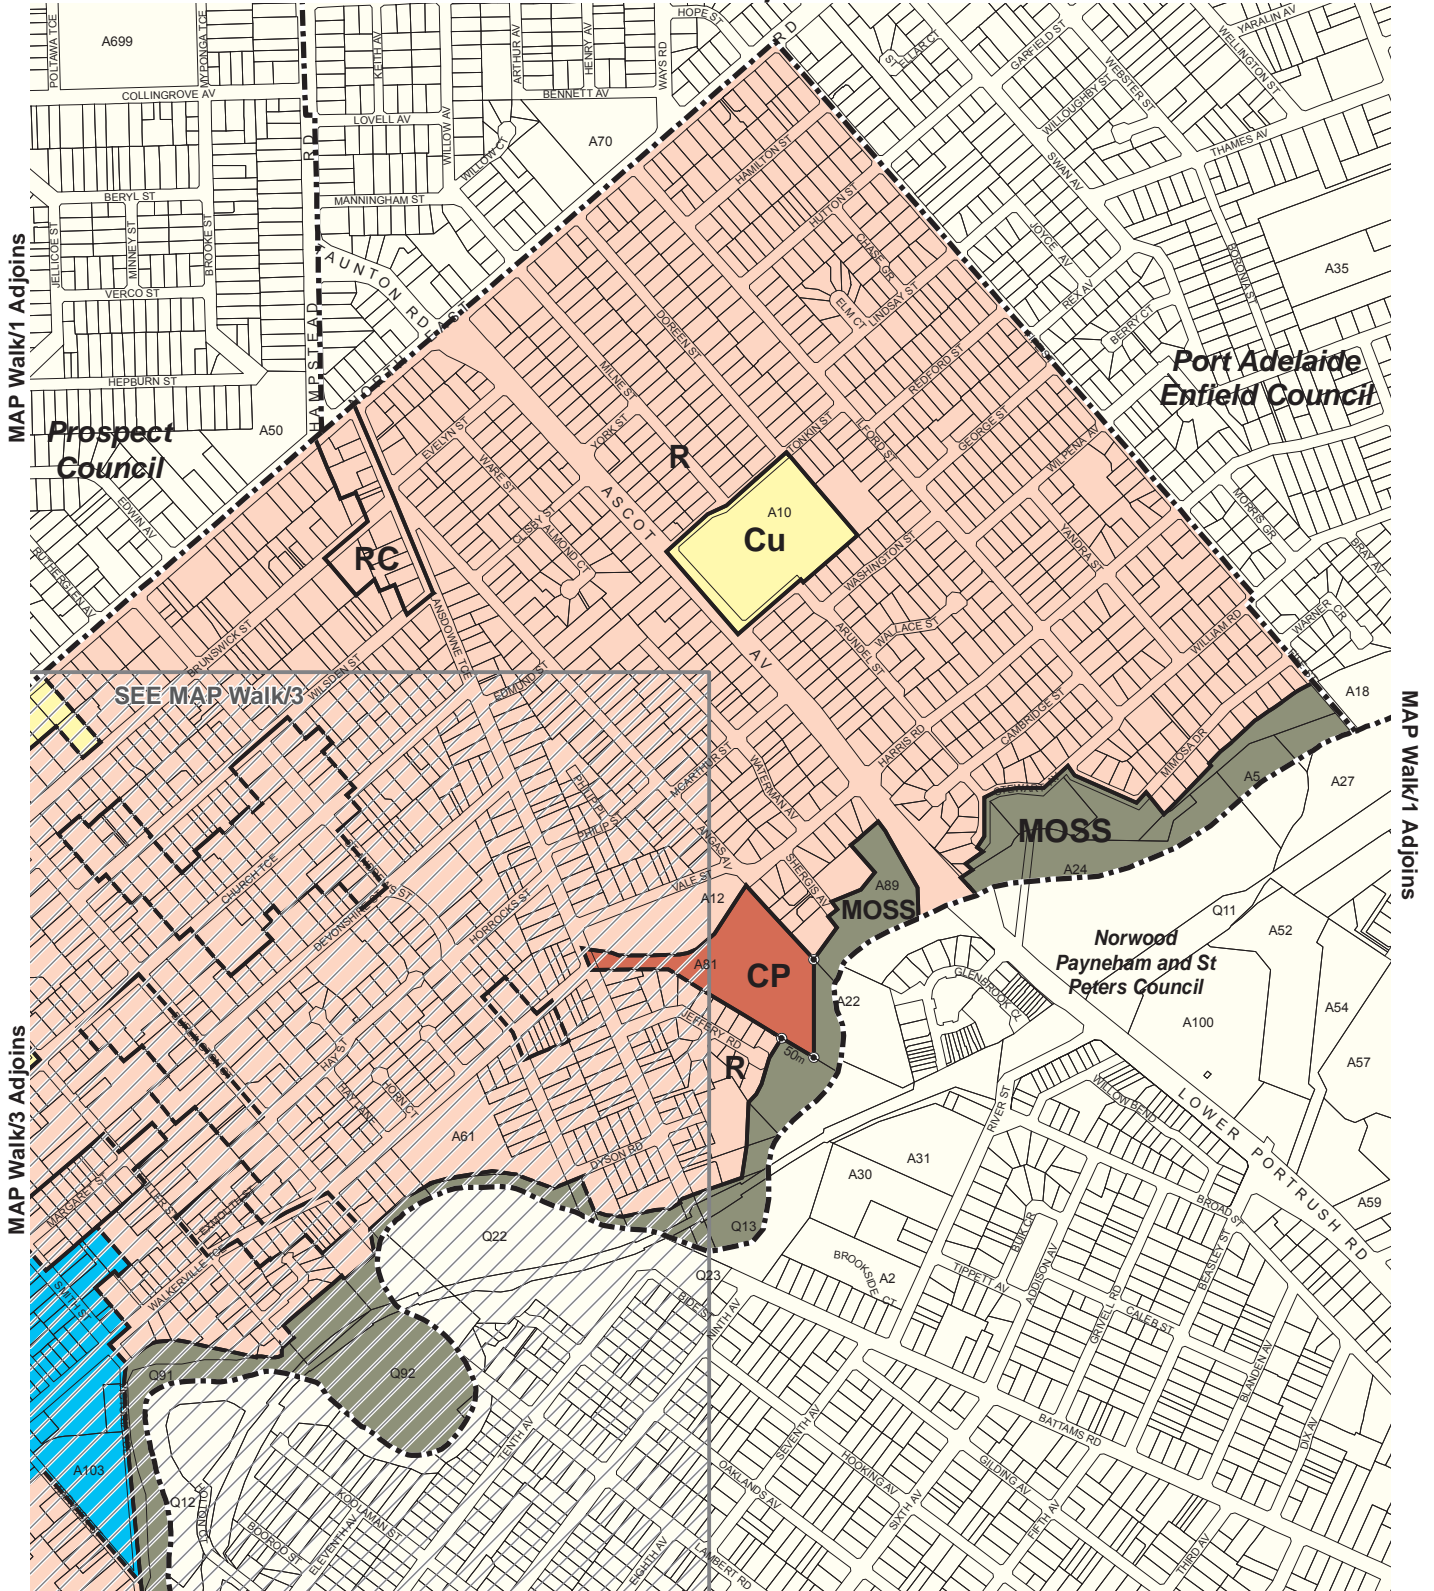 HOPE ST
RD
YARALIN AV
WELLINGTON ST
GARFIELD ST
ELLAR CT
ST
WEBSTER ST
WILLOUGHBY ST
THAMES AV
SWAN AV
POLTAWA TCE
A699
MYPONGA TCE
KEITH AV
ARTHUR AV
HENRY AV
WAYS RD
COLLINGROVE AV
BENNETT AV
LOVELL AV
WILLOW AV
WILLOW CT
A70
RD
HAMILTON ST
BERYL ST
MANNINGHAM ST
HUTTON ST
JELLICOE ST
MINNEY ST
BROOKE ST
CHASE GR
JOYCE AV
BORONIA ST
A35
MAP Walk/1 Adjoins
TAUNTON RD
VERCO ST
ELM CT
LINDSAY ST
REX AV
BERRY CT
HAMPSTEAD
DOREEN ST
Port Adelaide
Enfield Council
HEPBURN ST
MILNE ST
REDFORD ST
A50
Prospect
Council
EVELYN ST
YORK ST
R
TONKIN ST
ILFORD ST
GEORGE ST
WILPENA AV
WARE ST
ASCOT
EDWIN AV
A10
Cu
MORRIS GR
BRAY AV
ALMOND CT
YANDRA ST
RC
WASHINGTON ST
RUTHERGLEN AV
WARNER CR
WALLACE ST
ARUNDEL ST
WILLIAM RD
BRUNSWICK ST
AV
WILSDEN ST
EDMUND ST
SEE MAP Walk/3
A18
CAMBRIDGE ST
HARRIS RD
MAP Walk/1 Adjoins
MIMOSA DR
MCARTHUR ST
WATERMAN AV
A5
A27
PHILIP ST
MOSS
ANGAS AV
SHERGIS AV
A24
CHURCH TCE
VALE ST
A12
A89
MOSS
Q11
A52
DEVONSHIRE
HORROCKS ST
Norwood
Payneham and St
Peters Council
A81
CP
GLENBROOK CL
A22
A54
A100
JEFFERY RD
50m
R
A57
HAY ST
HAY LANE
HORN CT
WILLOW BEND
RIVER ST
LOWER PORTRUSH RD
MAP Walk/3 Adjoins
A61
A31
A30
DYSON RD
MARGARET ST
EXMOUTH ST
BROAD ST
A59
Q13
BUIK CR
BEASLEY ST
Q22
WALKERVILLE TCE
BROOKSIDE CT
A2
TIPPETT AV
ADDISON AV
Q23
SMITH ST
NINTH AV
GRIVELL RD
CALEB ST
BLANDEN AV
Q91
Q92
TENTH AV
SEVENTH AV
BATTAMS RD
DIX AV
A103
OAKLANDS AV
HOOKING AV
GILDING AV
Q12
KOOLAMAN ST
BOOROD ST
ELEVENTH AV
SIXTH AV
FIFTH AV
EIGHTH AV
LAMBERT RD
THIRD AV